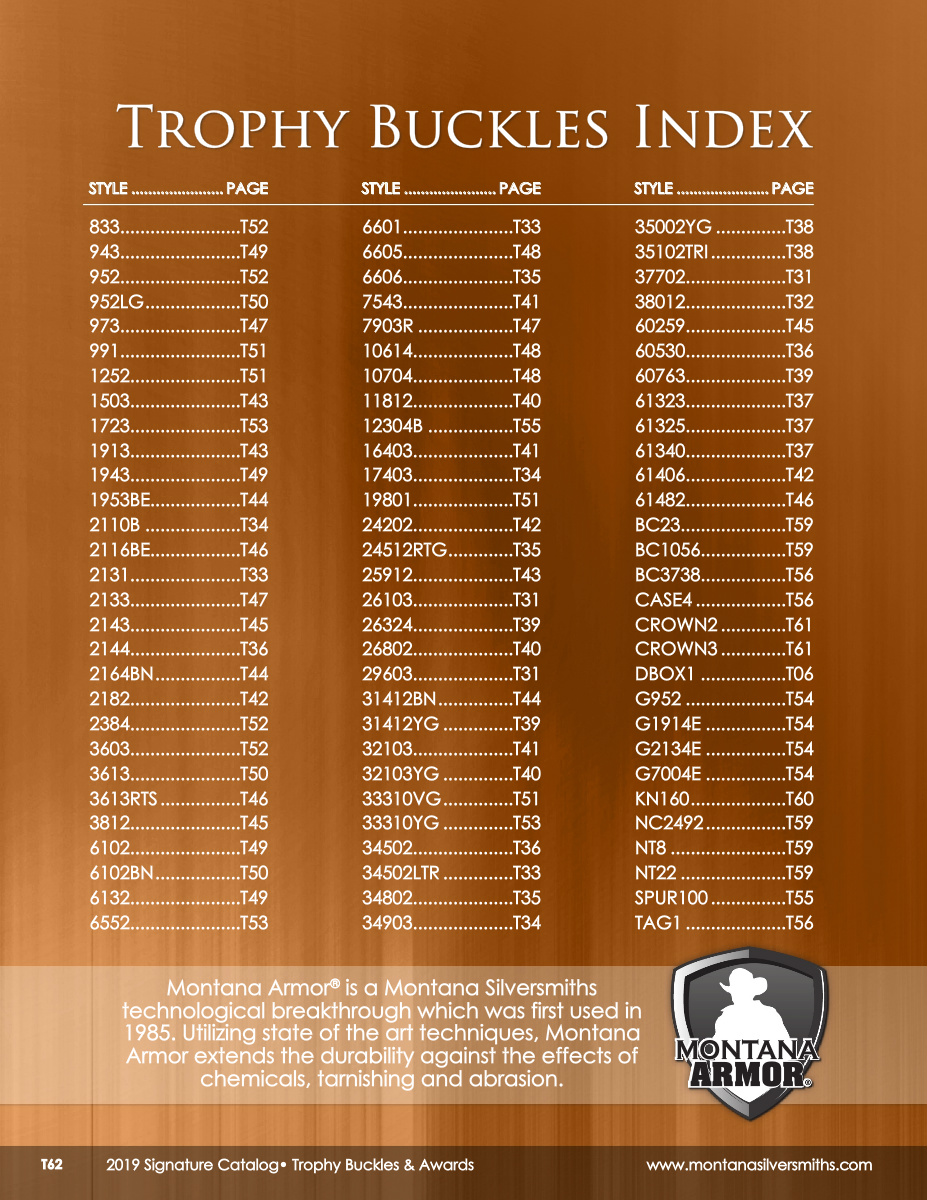 TROPHY BUCKLES INDEX
STYLE ...................... PAGE
833........................T52
943........................T49
952........................T52
952LG...................T50
973........................T47
991........................T51
1252......................T51
1503......................T43
1723......................T53
1913......................T43
1943......................T49
1953BE..................T44
2110B ...................T34
2116BE..................T46
2131......................T33
2133......................T47
2143......................T45
2144......................T36
2164BN.................T44
2182......................T42
2384......................T52
3603......................T52
3613......................T50
3613RTS ................T46
3812......................T45
6102......................T49
6102BN.................T50
6132......................T49
6552......................T53
STYLE ...................... PAGE
6601......................T33
6605......................T48
6606......................T35
7543......................T41
7903R ...................T47
10614....................T48
10704....................T48
11812....................T40
12304B .................T55
16403....................T41
17403....................T34
19801....................T51
24202....................T42
24512RTG.............T35
25912....................T43
26103....................T31
26324....................T39
26802....................T40
29603....................T31
31412BN...............T44
31412YG ..............T39
32103....................T41
32103YG ..............T40
33310VG..............T51
33310YG ..............T53
34502....................T36
34502LTR ..............T33
34802....................T35
34903....................T34
STYLE ...................... PAGE
35002YG ..............T38
35102TRI...............T38
37702....................T31
38012....................T32
60259....................T45
60530....................T36
60763....................T39
61323....................T37
61325....................T37
61340....................T37
61406....................T42
61482....................T46
BC23.....................T59
BC1056.................T59
BC3738.................T56
CASE4 ..................T56
CROWN2 .............T61
CROWN3 .............T61
DBOX1 .................T06
G952 ....................T54
G1914E ................T54
G2134E ................T54
G7004E ................T54
KN160...................T60
NC2492................T59
NT8 .......................T59
NT22 .....................T59
SPUR100 ...............T55
TAG1 ....................T56
Montana Armor® is a Montana Silversmiths
technological breakthrough which was first used in
1985. Utilizing state of the art techniques, Montana
Armor extends the durability against the effects of
chemicals, tarnishing and abrasion.
MONTANA
ARMOR®
T62 2019 Signature Catalog• Trophy Buckles & Awards www.montanasilversmiths.com